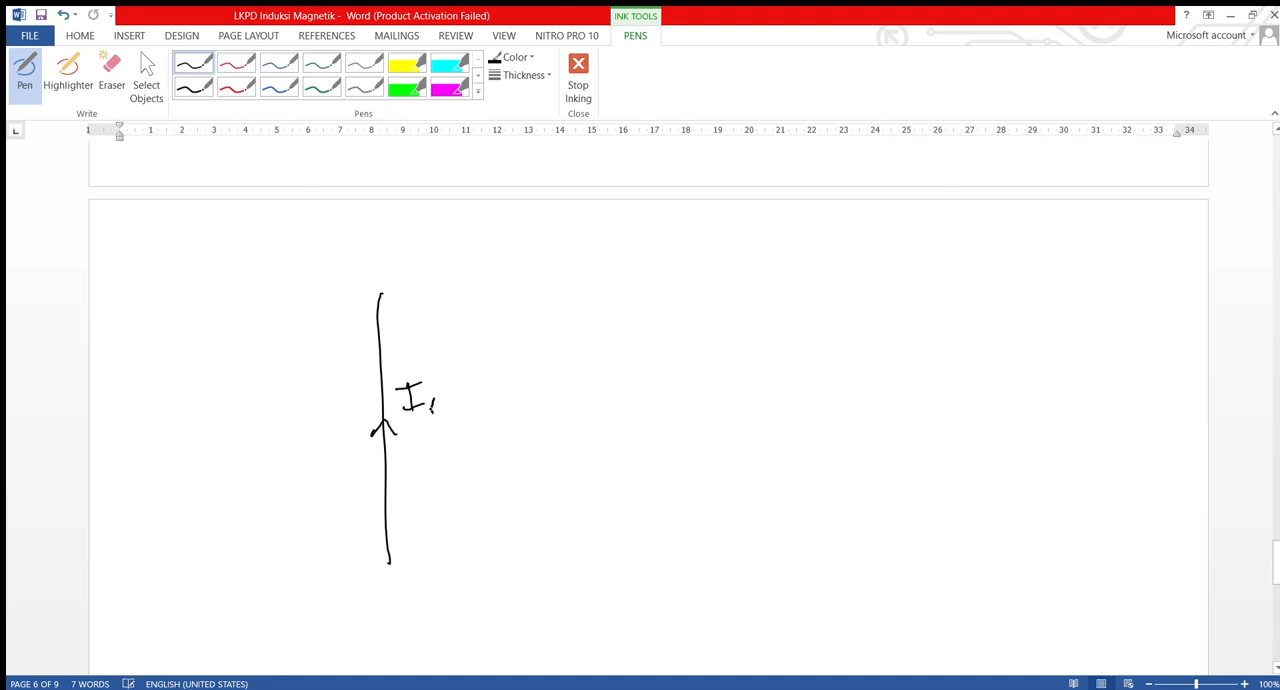 LKPD Induksi Magnetik - Word (Product Activation Failed)
INK TOOLS
?
FILE HOME INSERT DESIGN PAGE LAYOUT REFERENCES MAILINGS REVIEW VIEW NITRO PRO 10 PENS
Microsoft account
Pen
Highlighter
Eraser
Select
Objects
Color
Thickness
Stop
Inking
Write
Pens
Close
L
1 1 2 3 4 5 6 7 8 9 10 11 12 13 14 15 16 17 18 19 20 21 22 23 24 25 26 27 28 29 30 31 32 33 34
I₁
PAGE 6 OF 9 7 WORDS ENGLISH (UNITED STATES)
100%